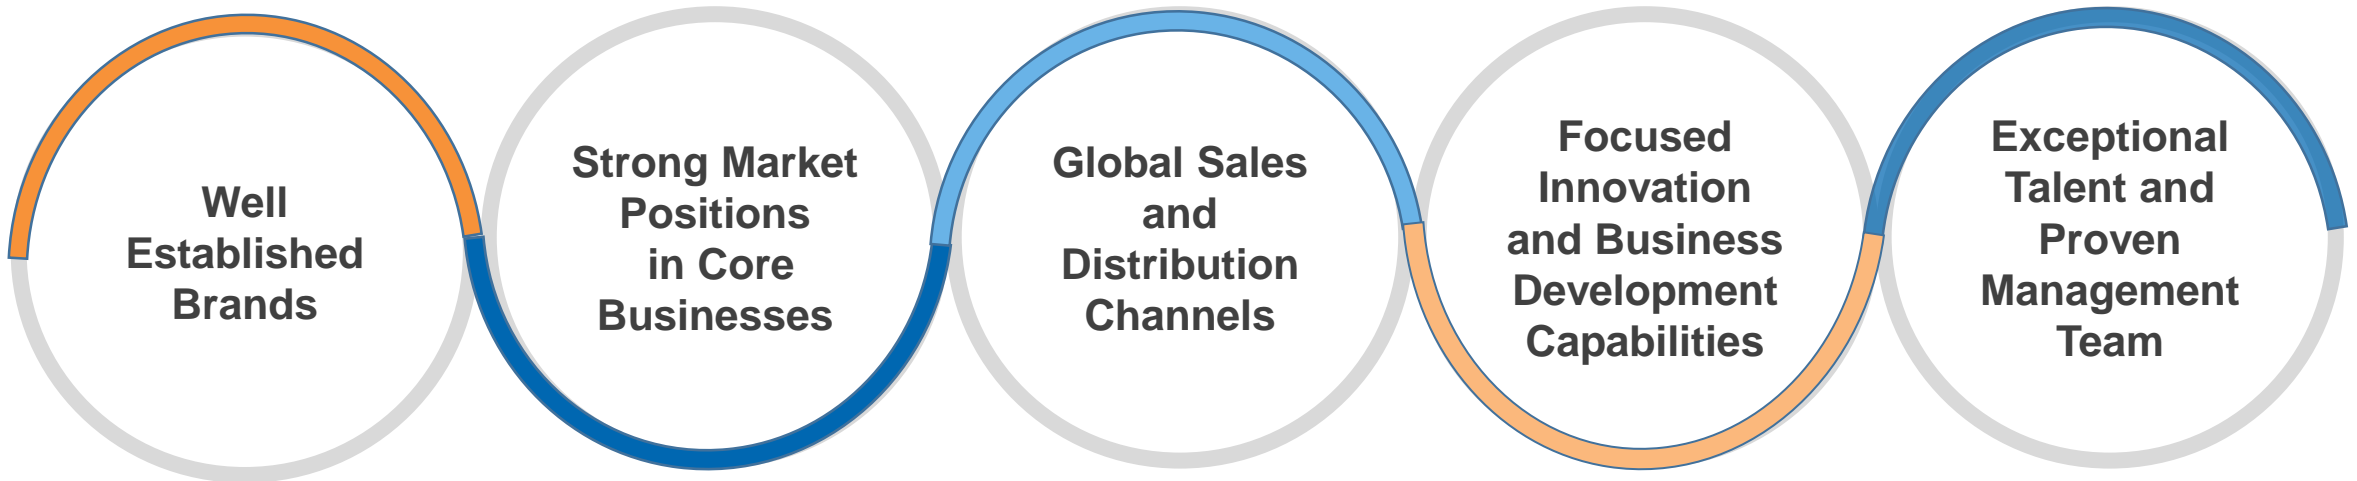 Well
Established
Brands
Strong Market
Positions
in Core
Businesses
Global Sales
and
Distribution
Channels
Focused
Innovation
and Business
Development
Capabilities
Exceptional
Talent and
Proven
Management
Team